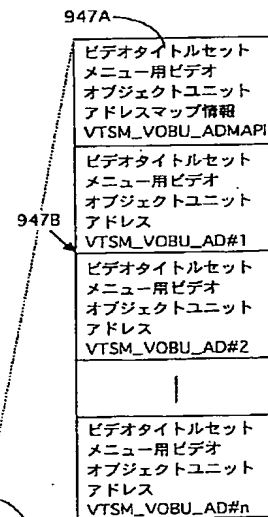 947A
ビデオタイトルセット
メニュー用ビデオ
オブジェクトユニット
アドレスマップ情報
VTSM_VOBU_ADMAPI
ビデオタイトルセット
メニュー用ビデオ
オブジェクトユニット
アドレス
VTSM_VOBU_AD#1
947B
ビデオタイトルセット
メニュー用ビデオ
オブジェクトユニット
アドレス
VTSM_VOBU_AD#2
ビデオタイトルセット
メニュー用ビデオ
オブジェクトユニット
アドレス
VTSM_VOBU_AD#n